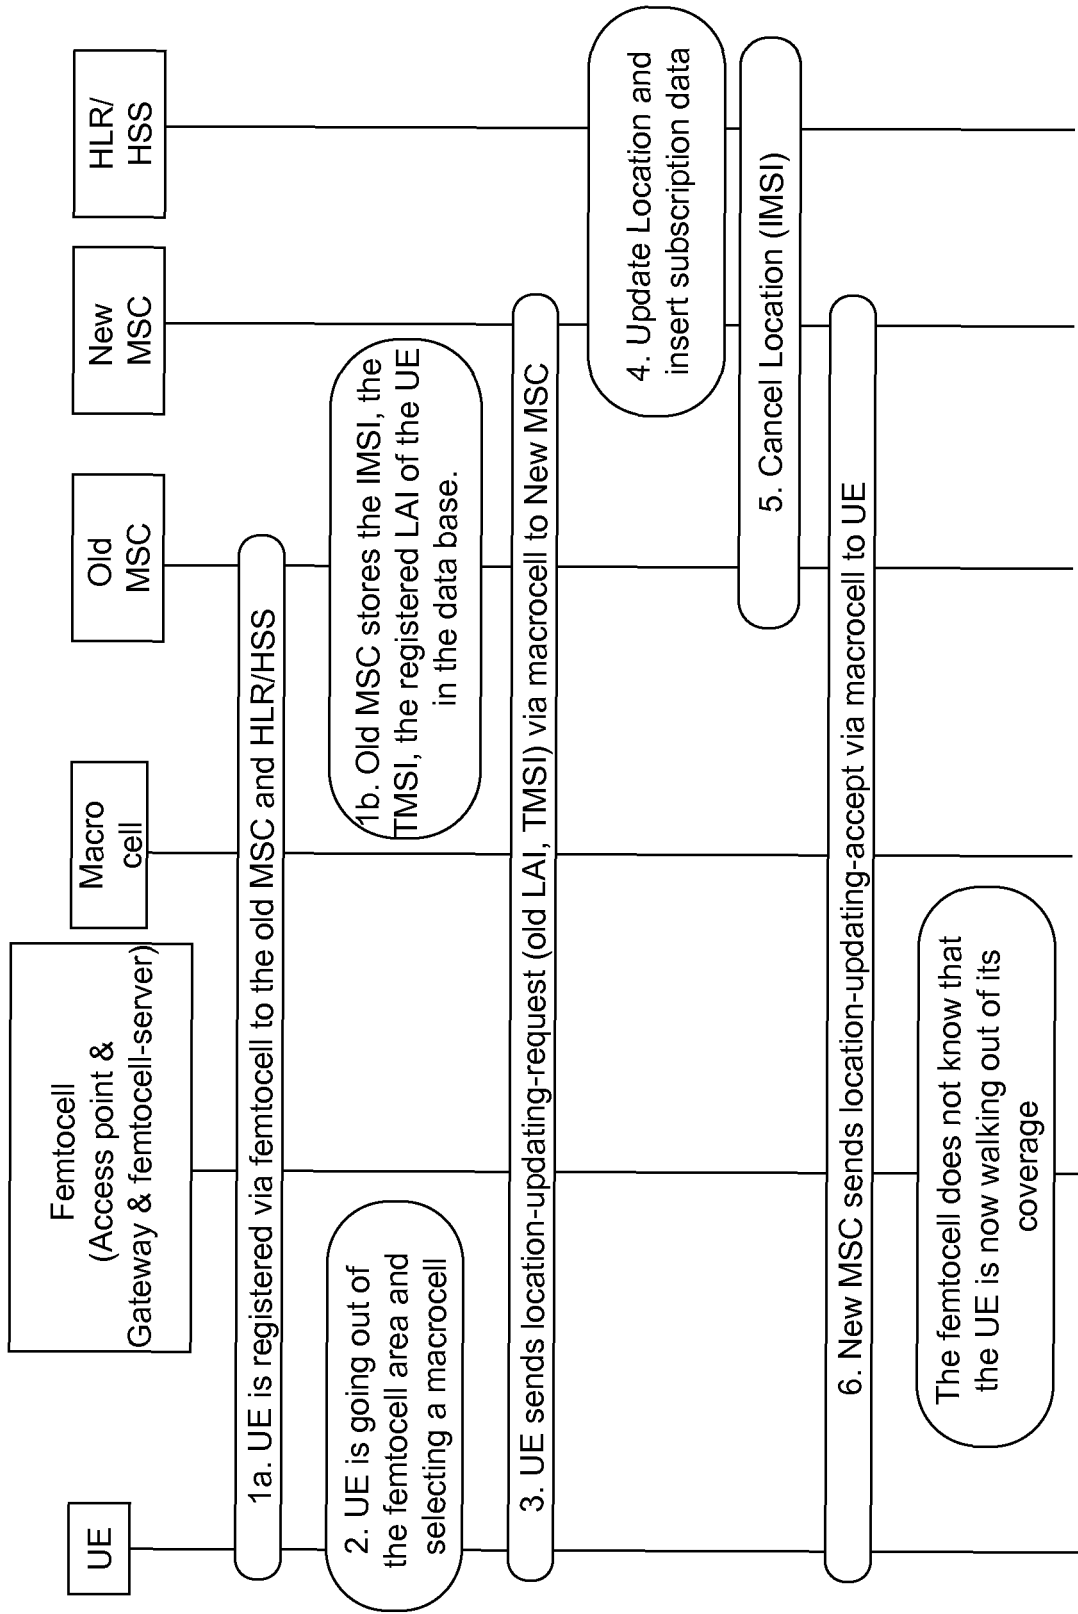 UE
Femtocell
(Access point &
Gateway & femtocell-server)
Macro
cell
Old
MSC
New
MSC
HLR/
HSS
1a. UE is registered via femtocell to the old MSC and HLR/HSS
1b. Old MSC stores the IMSI, the
TMSI, the registered LAI of the UE
in the data base.
2. UE is going out of
the femtocell area and
selecting a macrocell
3. UE sends location-updating-request (old LAI, TMSI) via macrocell to New MSC
4. Update Location and
insert subscription data
5. Cancel Location (IMSI)
6. New MSC sends location-updating-accept via macrocell to UE
The femtocell does not know that
the UE is now walking out of its
coverage